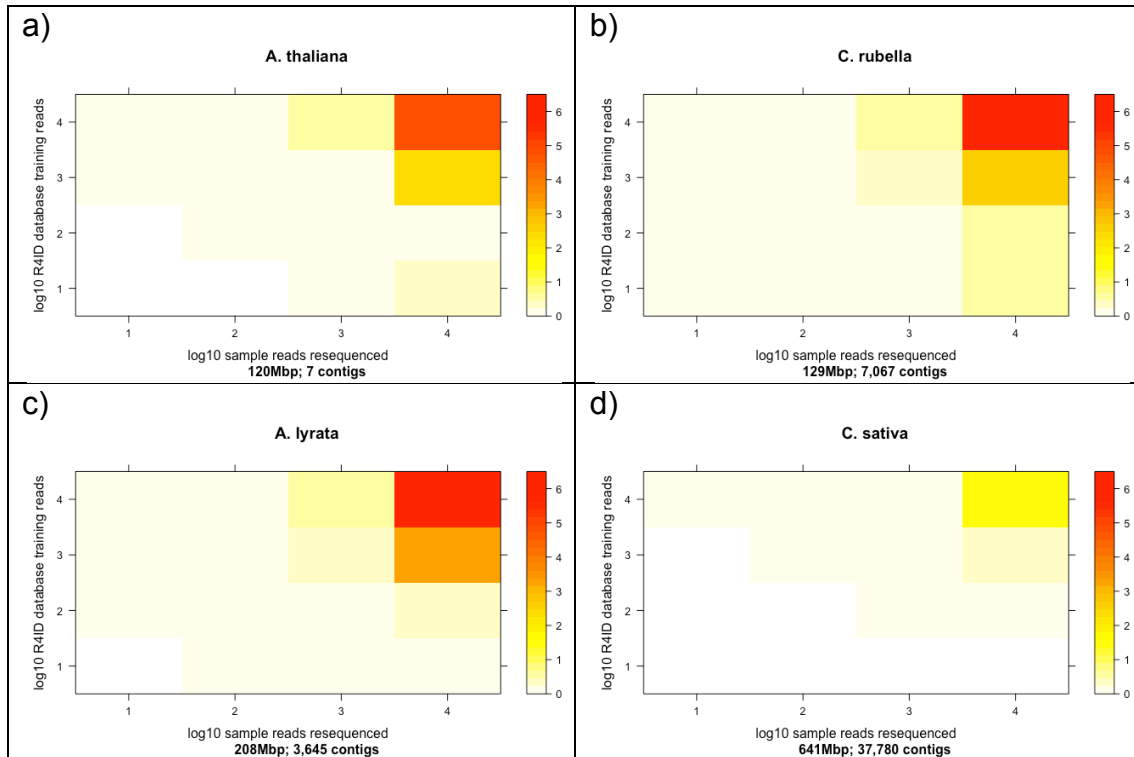 a)
A. thaliana
log10 R4ID database training reads
4
3
2
1
1 2 3 4
6
5
4
3
2
1
0
log10 sample reads resequenced
120Mbp; 7 contigs
b)
C. rubella
log10 R4ID database training reads
4
3
2
1
1 2 3 4
6
5
4
3
2
1
0
log10 sample reads resequenced
129Mbp; 7,067 contigs
c)
A. lyrata
log10 R4ID database training reads
4
3
2
1
1 2 3 4
6
5
4
3
2
1
0
log10 sample reads resequenced
208Mbp; 3,645 contigs
d)
C. sativa
log10 R4ID database training reads
4
3
2
1
1 2 3 4
6
5
4
3
2
1
0
log10 sample reads resequenced
641Mbp; 37,780 contigs